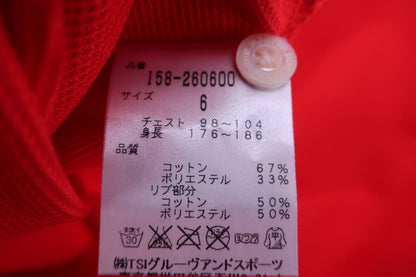 品番
158-260600
サイズ
6
チェスト 98～104
身長 176～186
品質
コットン 67%
ポリエステル 33%
リブ部分
コットン 50%
ポリエステル 50%
㈱TSIグルーヴアンドスポーツ